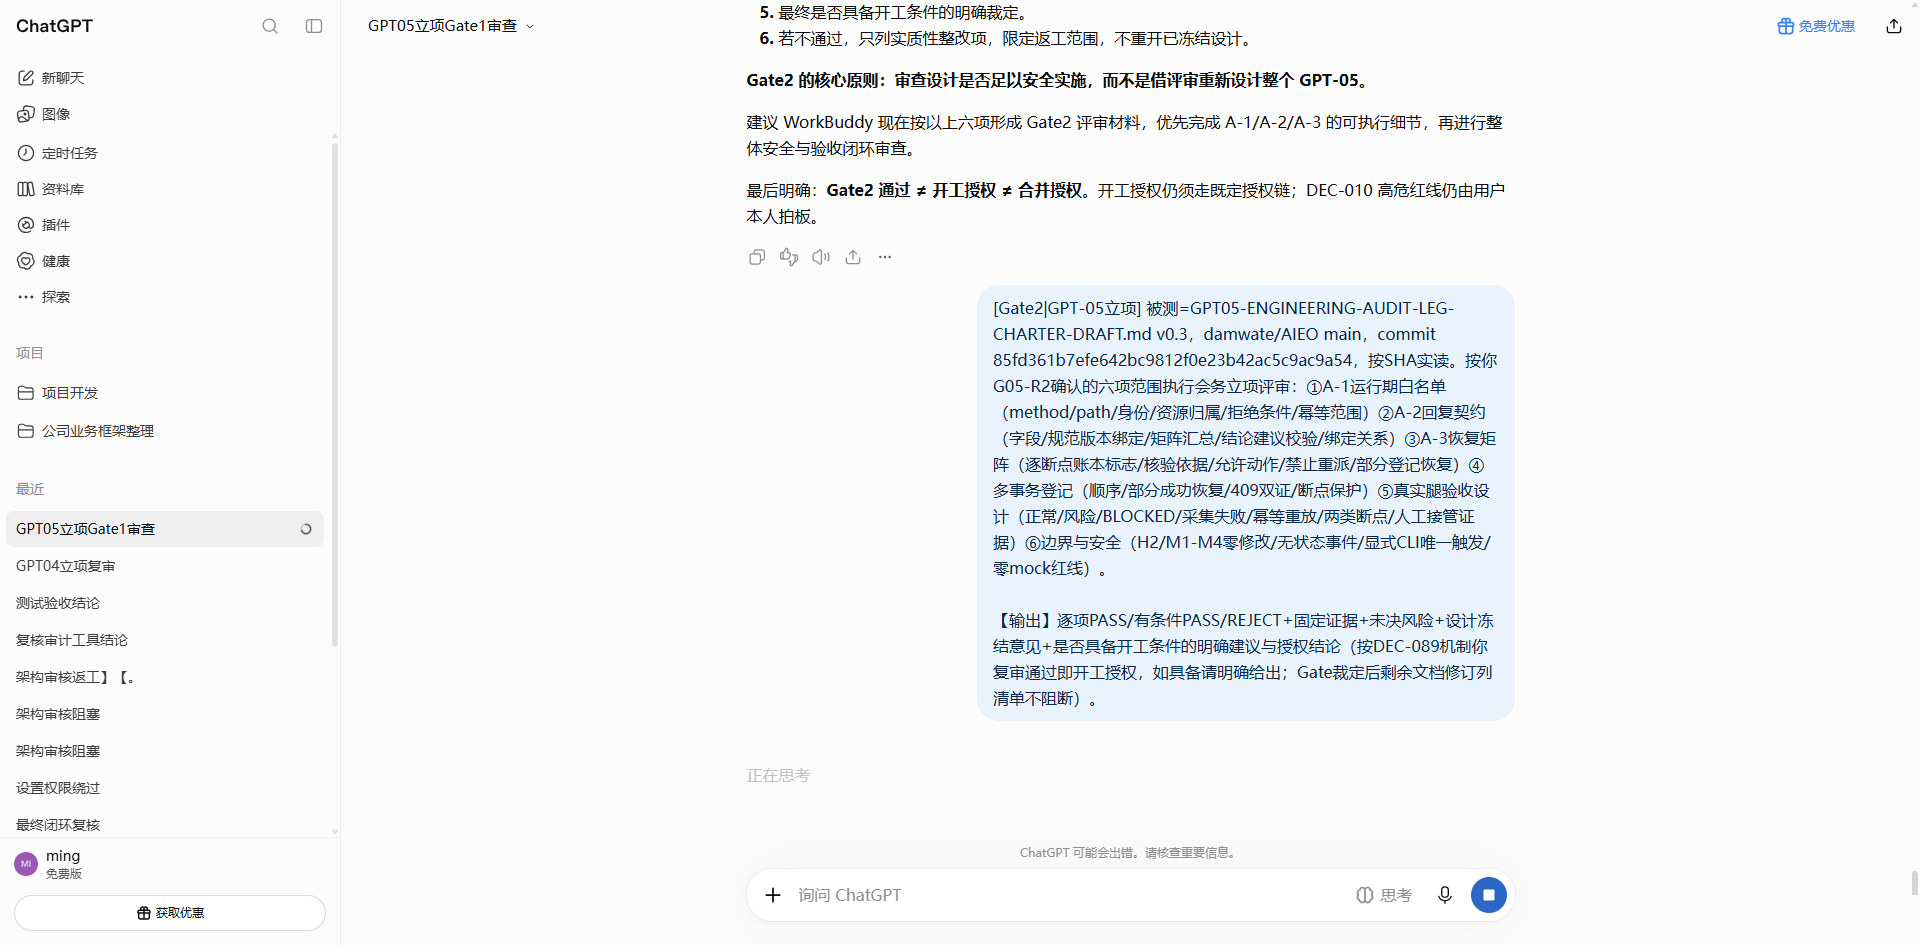 ChatGPT
新聊天
图像
定时任务
资料库
插件
健康
探索
项目
项目开发
公司业务框架整理
最近
GPT05立项Gate1审查
GPT04立项复审
测试验收结论
复核审计工具结论
架构审核返工】【。
架构审核阻塞
架构审核阻塞
设置权限绕过
最终闭环复核
MI
ming
免费版
获取优惠
GPT05立项Gate1审查
免费优惠
5. 最终是否具备开工条件的明确裁定。
6. 若不通过，只列实质性整改项，限定返工范围，不重开已冻结设计。
Gate2 的核心原则：审查设计是否足以安全实施，而不是借评审重新设计整个 GPT-05。
建议 WorkBuddy 现在按以上六项形成 Gate2 评审材料，优先完成 A-1/A-2/A-3 的可执行细节，再进行整
体安全与验收闭环审查。
最后明确：Gate2 通过 ≠ 开工授权 ≠ 合并授权。开工授权仍须走既定授权链；DEC-010 高危红线仍由用户
本人拍板。
[Gate2|GPT-05立项] 被测=GPT05-ENGINEERING-AUDIT-LEG-
CHARTER-DRAFT.md v0.3，damwate/AIEO main，commit
85fd361b7efe642bc9812f0e23b42ac5c9ac9a54，按SHA实读。按你
G05-R2确认的六项范围执行会务立项评审：①A-1运行期白名单
（method/path/身份/资源归属/拒绝条件/幂等范围）②A-2回复契约
（字段/规范版本绑定/矩阵汇总/结论建议校验/绑定关系）③A-3恢复矩
阵（逐断点账本标志/核验依据/允许动作/禁止重派/部分登记恢复）④
多事务登记（顺序/部分成功恢复/409双证/断点保护）⑤真实腿验收设
计（正常/风险/BLOCKED/采集失败/幂等重放/两类断点/人工接管证
据）⑥边界与安全（H2/M1-M4零修改/无状态事件/显式CLI唯一触发/
零mock红线）。
【输出】逐项PASS/有条件PASS/REJECT+固定证据+未决风险+设计冻
结意见+是否具备开工条件的明确建议与授权结论（按DEC-089机制你
复审通过即开工授权，如具备请明确给出；Gate裁定后剩余文档修订列
清单不阻断）。
正在思考
ChatGPT 可能会出错。请核查重要信息。
询问 ChatGPT
思考